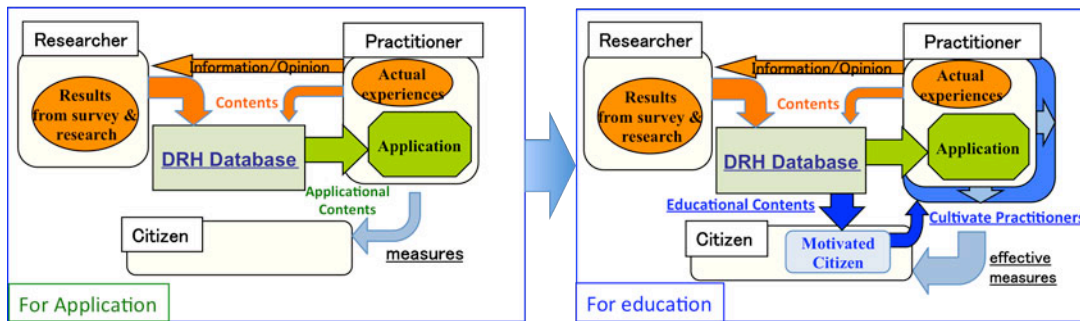 Researcher
Practitioner
Information/Opinion
Results
from survey &
research
Contents
Actual
experiences
DRH Database
Application
Applicational
Contents
Citizen
measures
For Application
Researcher
Practitioner
Information/Opinion
Results
from survey &
research
Contents
Actual
experiences
DRH Database
Application
Educational Contents
Cultivate Practitioners
Citizen
Motivated
Citizen
effective
measures
For education